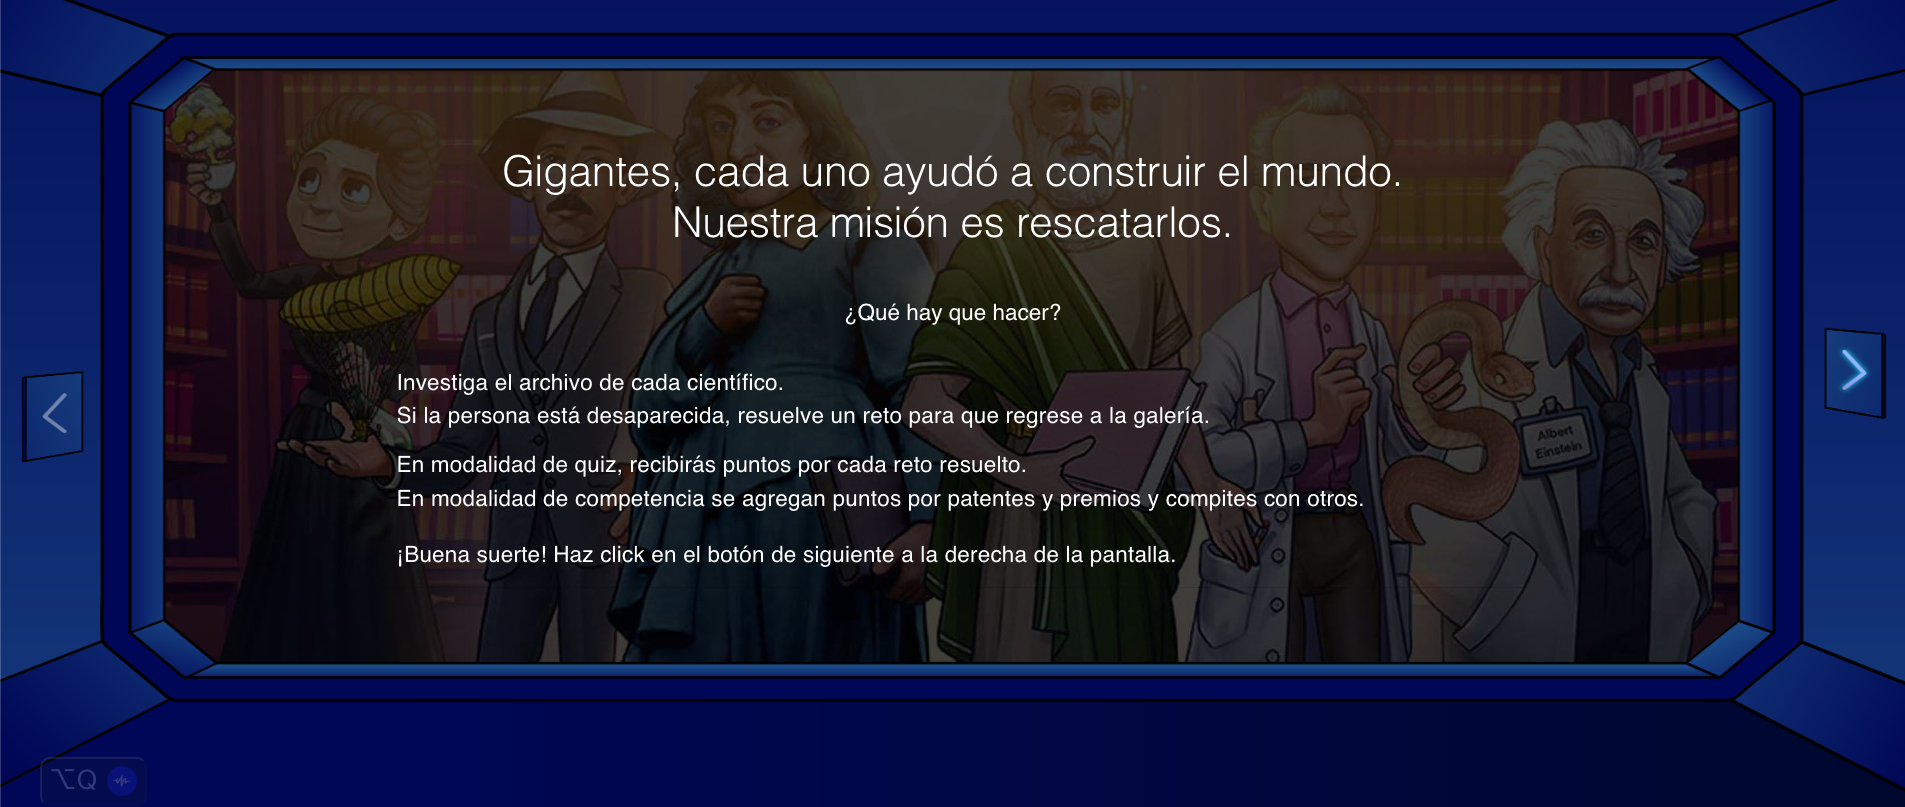 Gigantes, cada uno ayudó a construir el mundo.
Nuestra misión es rescatarlos.
¿Qué hay que hacer?
Investiga el archivo de cada científico.
Si la persona está desaparecida, resuelve un reto para que regrese a la galería.
En modalidad de quiz, recibirás puntos por cada reto resuelto.
En modalidad de competencia se agregan puntos por patentes y premios y compites con otros.
¡Buena suerte! Haz click en el botón de siguiente a la derecha de la pantalla.
Albert
Einstein
⌥Q